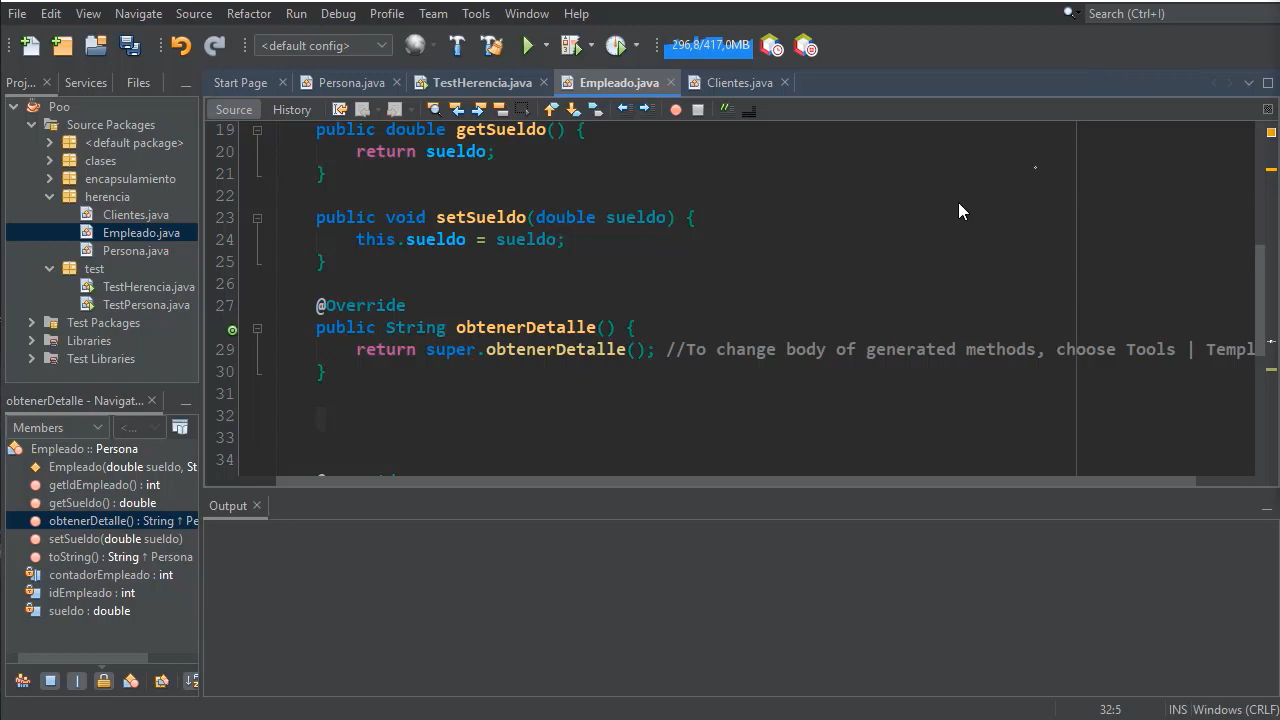 File Edit View Navigate Source Refactor Run Debug Profile Team Tools Window Help Search (Ctrl+I)
<default config> 296,8/417,0MB
Proj... Services Files
Start Page Persona.java TestHerencia.java Empleado.java Clientes.java
Source History
Poo
Source Packages
<default package>
clases
encapsulamiento
herencia
Clientes.java
Empleado.java
Persona.java
test
TestHerencia.java
TestPersona.java
Test Packages
Libraries
Test Libraries
19 public double getSueldo() {
20 return sueldo;
21 }
22
23 public void setSueldo(double sueldo) {
24 this.sueldo = sueldo;
25 }
26
27 @Override
28 public String obtenerDetalle() {
29 return super.obtenerDetalle(); //To change body of generated methods, choose Tools | Templ
30 }
31
32
33
34
obtenerDetalle - Navigat...
Members <...
Empleado :: Persona
Empleado(double sueldo, St
getIdEmpleado() : int
getSueldo() : double
obtenerDetalle() : String ↑ Pe
setSueldo(double sueldo)
toString() : String ↑ Persona
contadorEmpleado : int
idEmpleado : int
sueldo : double
Output
32:5 INS Windows (CRLF)